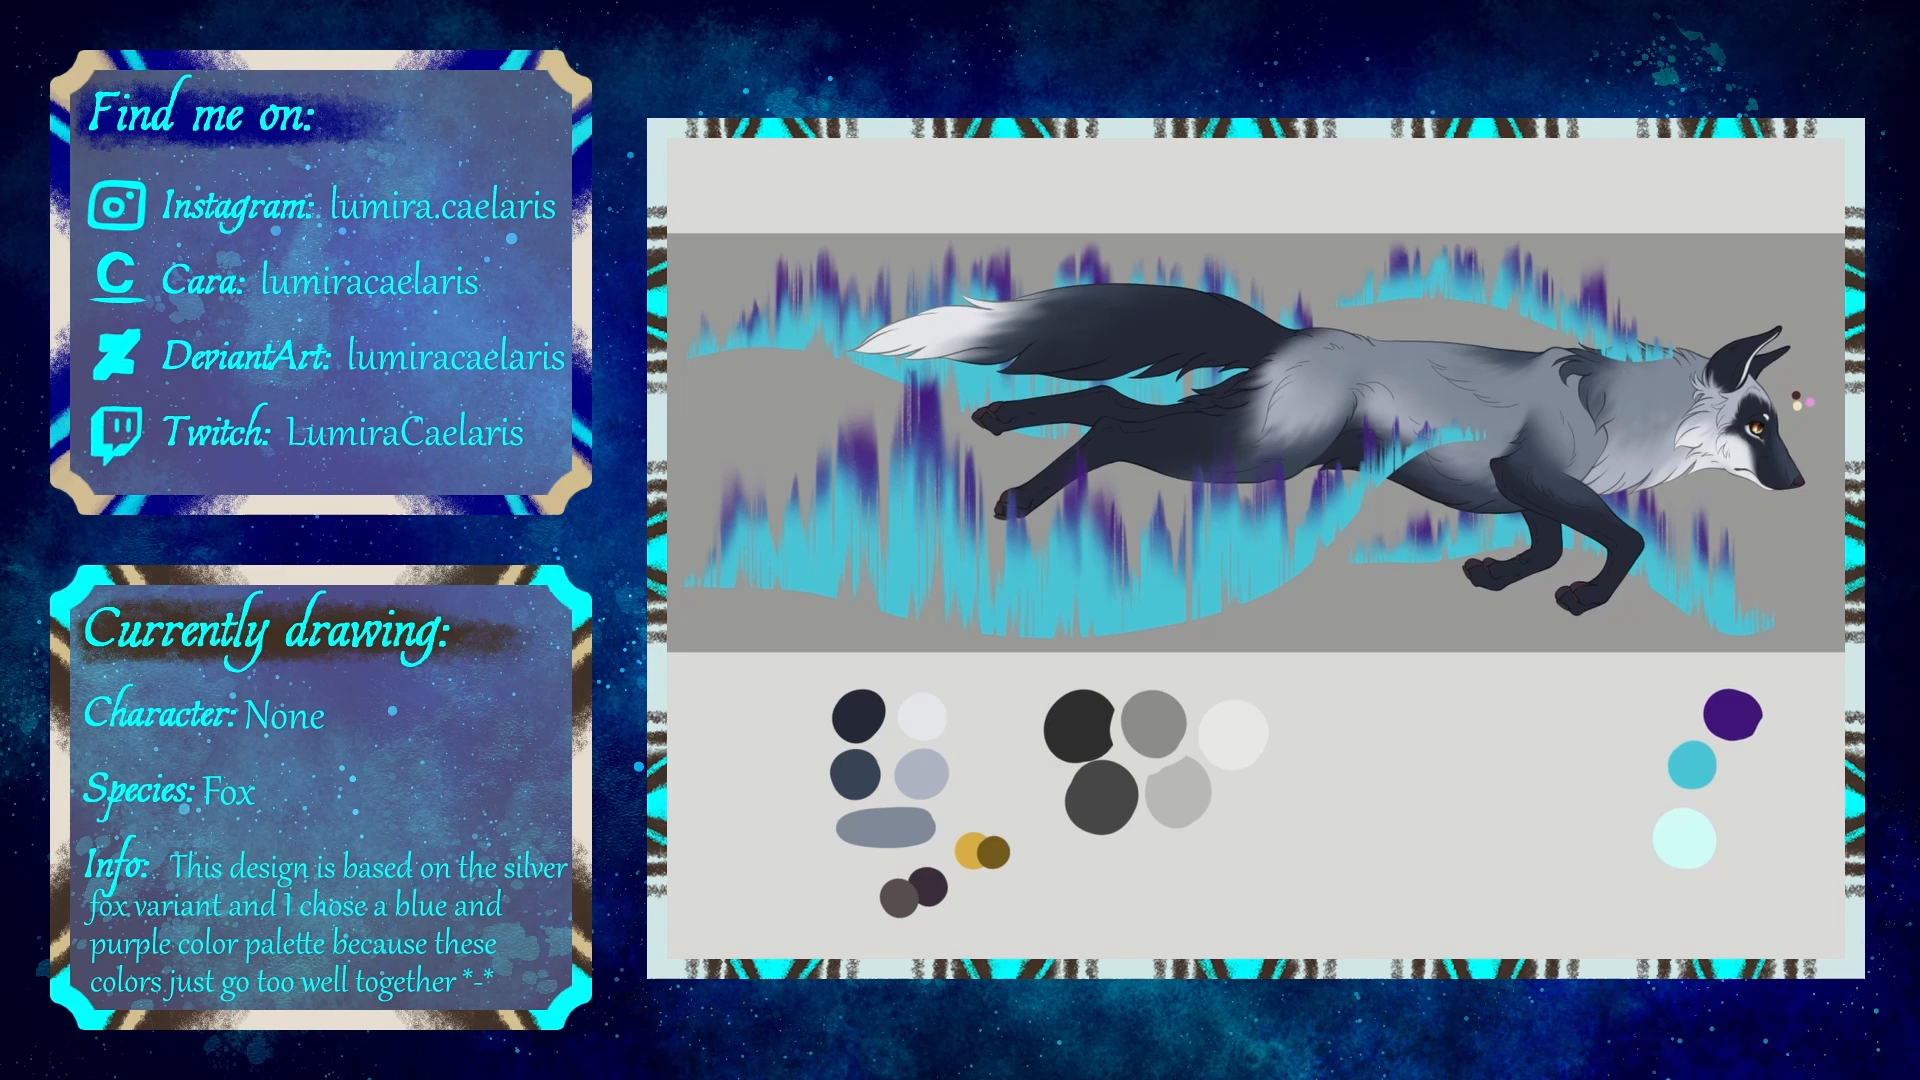 Find me on:
Instagram: lumira.caelaris
C
Cara: lumiracaelaris
DeviantArt: lumiracaelaris
Twitch: LumiraCaelaris
Currently drawing:
Character: None
Species: Fox
Info: This design is based on the silver
fox variant and I chose a blue and
purple color palette because these
colors just go too well together *-*